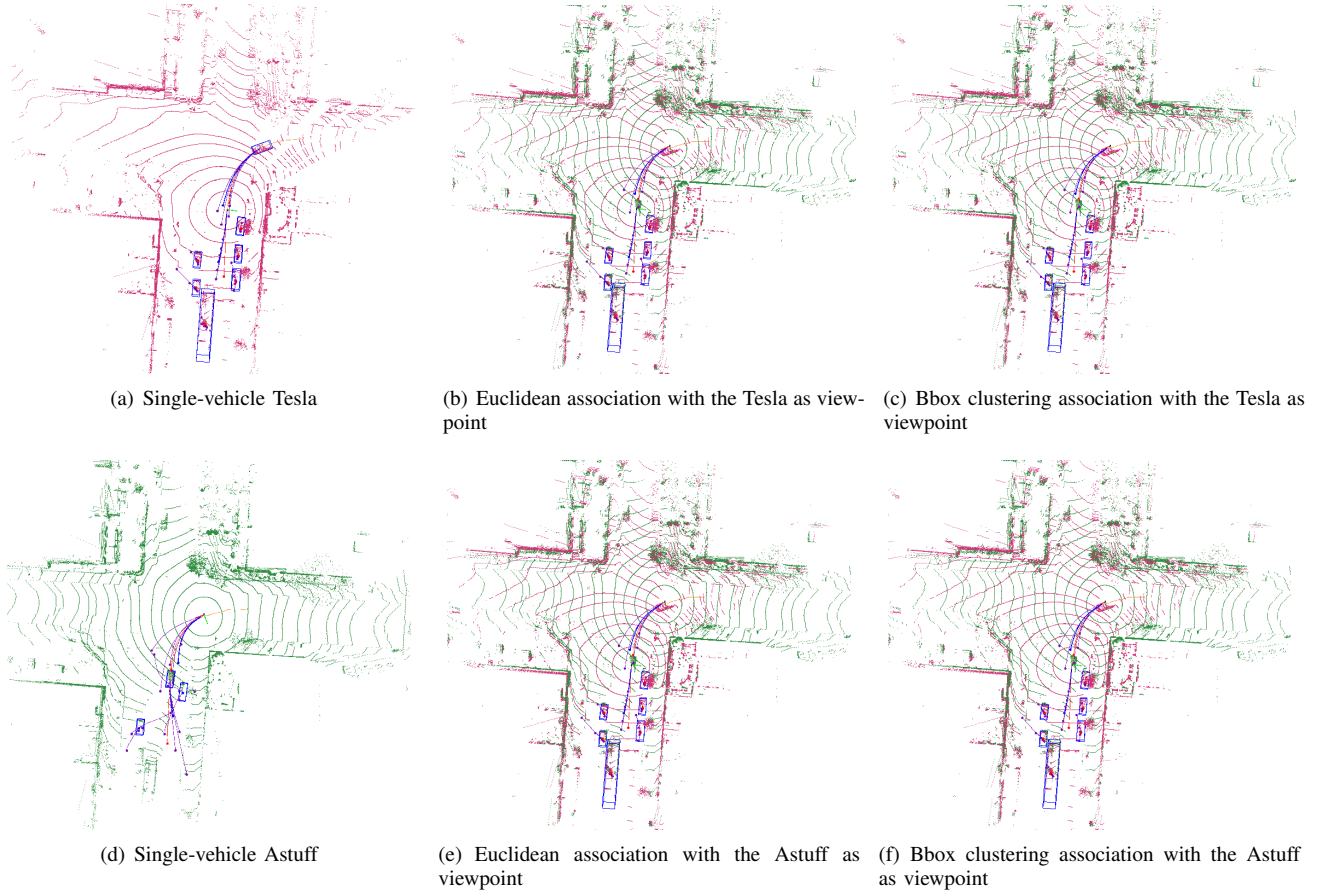 (a) Single-vehicle Tesla
(b) Euclidean association with the Tesla as view-
point
(c) Bbox clustering association with the Tesla as
viewpoint
(d) Single-vehicle Astuff
(e) Euclidean association with the Astuff as
viewpoint
(f) Bbox clustering association with the Astuff
as viewpoint